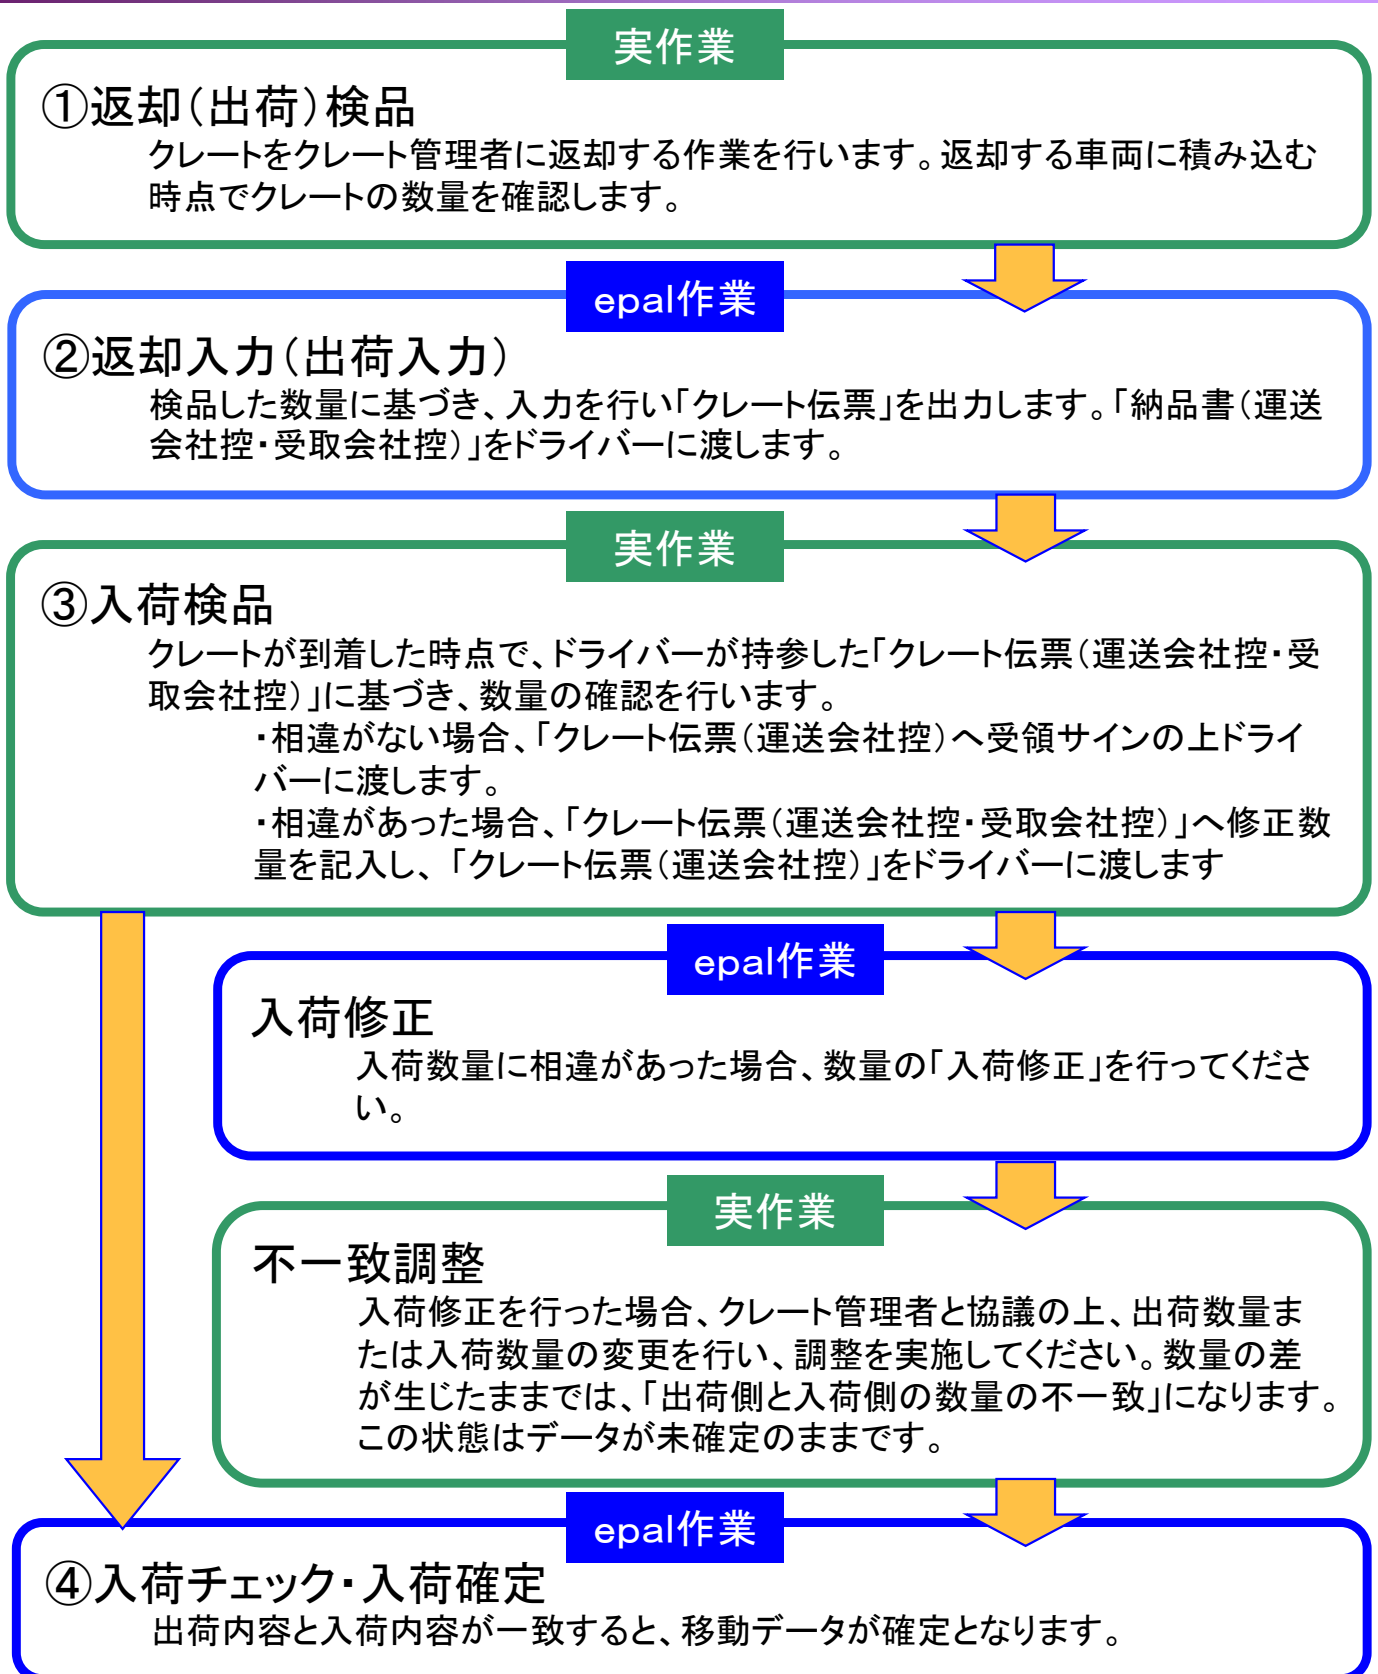 実作業
①返却（出荷）検品
クレートをクレート管理者に返却する作業を行います。返却する車両に積み込む
時点でクレートの数量を確認します。
epal作業
②返却入力（出荷入力）
検品した数量に基づき、入力を行い「クレート伝票」を出力します。「納品書（運送
会社控・受取会社控）」をドライバーに渡します。
実作業
③入荷検品
クレートが到着した時点で、ドライバーが持参した「クレート伝票（運送会社控・受
取会社控）」に基づき、数量の確認を行います。
・相違がない場合、「クレート伝票（運送会社控）へ受領サインの上ドライ
バーに渡します。
・相違があった場合、「クレート伝票（運送会社控・受取会社控）」へ修正数
量を記入し、「クレート伝票（運送会社控）」をドライバーに渡します
epal作業
入荷修正
入荷数量に相違があった場合、数量の「入荷修正」を行ってくださ
い。
実作業
不一致調整
入荷修正を行った場合、クレート管理者と協議の上、出荷数量ま
たは入荷数量の変更を行い、調整を実施してください。数量の差
が生じたままでは、「出荷側と入荷側の数量の不一致」になります。
この状態はデータが未確定のままです。
epal作業
④入荷チェック・入荷確定
出荷内容と入荷内容が一致すると、移動データが確定となります。